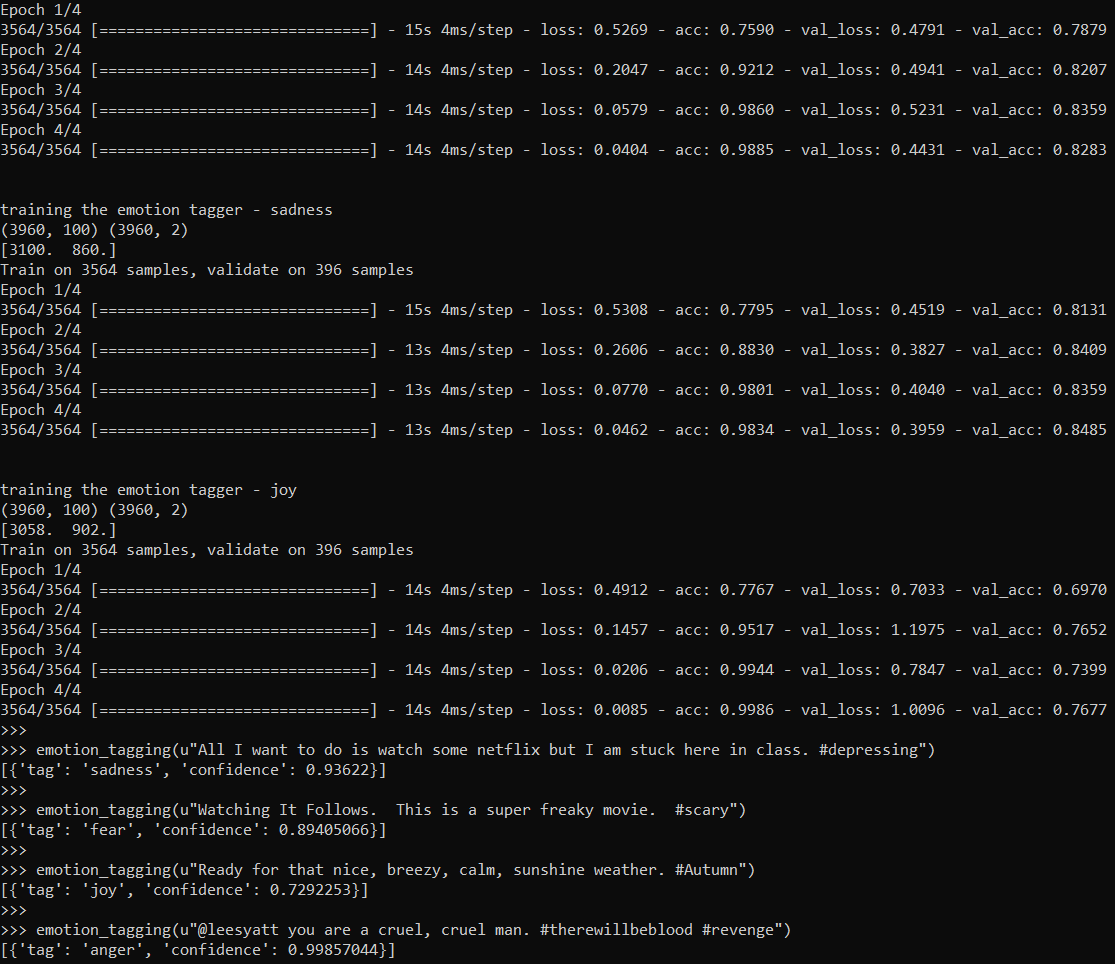 Epoch 1/4
3564/3564 [==============================] - 15s 4ms/step - loss: 0.5269 - acc: 0.7590 - val_loss: 0.4791 - val_acc: 0.7879
Epoch 2/4
3564/3564 [==============================] - 14s 4ms/step - loss: 0.2047 - acc: 0.9212 - val_loss: 0.4941 - val_acc: 0.8207
Epoch 3/4
3564/3564 [==============================] - 14s 4ms/step - loss: 0.0579 - acc: 0.9860 - val_loss: 0.5231 - val_acc: 0.8359
Epoch 4/4
3564/3564 [==============================] - 14s 4ms/step - loss: 0.0404 - acc: 0.9885 - val_loss: 0.4431 - val_acc: 0.8283
training the emotion tagger - sadness
(3960, 100) (3960, 2)
[3100.  860.]
Train on 3564 samples, validate on 396 samples
Epoch 1/4
3564/3564 [==============================] - 15s 4ms/step - loss: 0.5308 - acc: 0.7795 - val_loss: 0.4519 - val_acc: 0.8131
Epoch 2/4
3564/3564 [==============================] - 13s 4ms/step - loss: 0.2606 - acc: 0.8830 - val_loss: 0.3827 - val_acc: 0.8409
Epoch 3/4
3564/3564 [==============================] - 13s 4ms/step - loss: 0.0770 - acc: 0.9801 - val_loss: 0.4040 - val_acc: 0.8359
Epoch 4/4
3564/3564 [==============================] - 13s 4ms/step - loss: 0.0462 - acc: 0.9834 - val_loss: 0.3959 - val_acc: 0.8485
training the emotion tagger - joy
(3960, 100) (3960, 2)
[3058.  902.]
Train on 3564 samples, validate on 396 samples
Epoch 1/4
3564/3564 [==============================] - 14s 4ms/step - loss: 0.4912 - acc: 0.7767 - val_loss: 0.7033 - val_acc: 0.6970
Epoch 2/4
3564/3564 [==============================] - 14s 4ms/step - loss: 0.1457 - acc: 0.9517 - val_loss: 1.1975 - val_acc: 0.7652
Epoch 3/4
3564/3564 [==============================] - 14s 4ms/step - loss: 0.0206 - acc: 0.9944 - val_loss: 0.7847 - val_acc: 0.7399
Epoch 4/4
3564/3564 [==============================] - 14s 4ms/step - loss: 0.0085 - acc: 0.9986 - val_loss: 1.0096 - val_acc: 0.7677
>>>
>>> emotion_tagging(u"All I want to do is watch some netflix but I am stuck here in class. #depressing")
[{'tag': 'sadness', 'confidence': 0.93622}]
>>>
>>> emotion_tagging(u"Watching It Follows.  This is a super freaky movie.  #scary")
[{'tag': 'fear', 'confidence': 0.89405066}]
>>>
>>> emotion_tagging(u"Ready for that nice, breezy, calm, sunshine weather. #Autumn")
[{'tag': 'joy', 'confidence': 0.7292253}]
>>>
>>> emotion_tagging(u"@leesyatt you are a cruel, cruel man. #therewillbeblood #revenge")
[{'tag': 'anger', 'confidence': 0.99857044}]